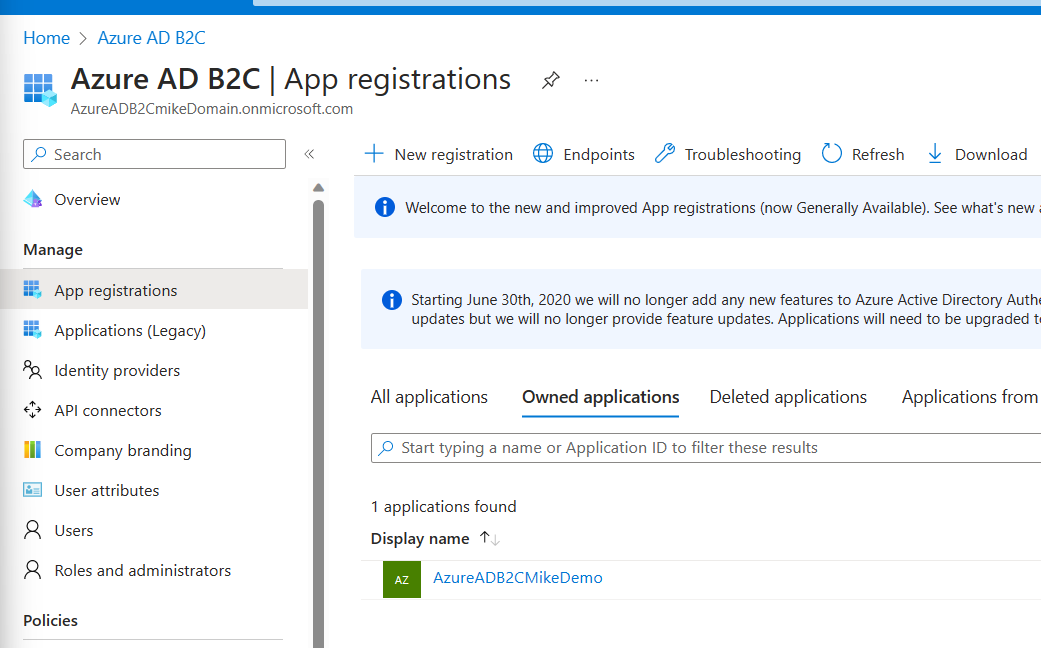 Home > Azure AD B2C
Azure AD B2C | App registrations
AzureADB2CmikeDomain.onmicrosoft.com
Search
Overview
Manage
App registrations
Applications (Legacy)
Identity providers
API connectors
Company branding
User attributes
Users
Roles and administrators
Policies
New registration Endpoints Troubleshooting Refresh Download
Welcome to the new and improved App registrations (now Generally Available). See what's new
Starting June 30th, 2020 we will no longer add any new features to Azure Active Directory
updates but we will no longer provide feature updates. Applications will need to be upgraded
All applications Owned applications Deleted applications Applications from
Start typing a name or Application ID to filter these results
1 applications found
Display name
AZ AzureADB2CMikeDemo